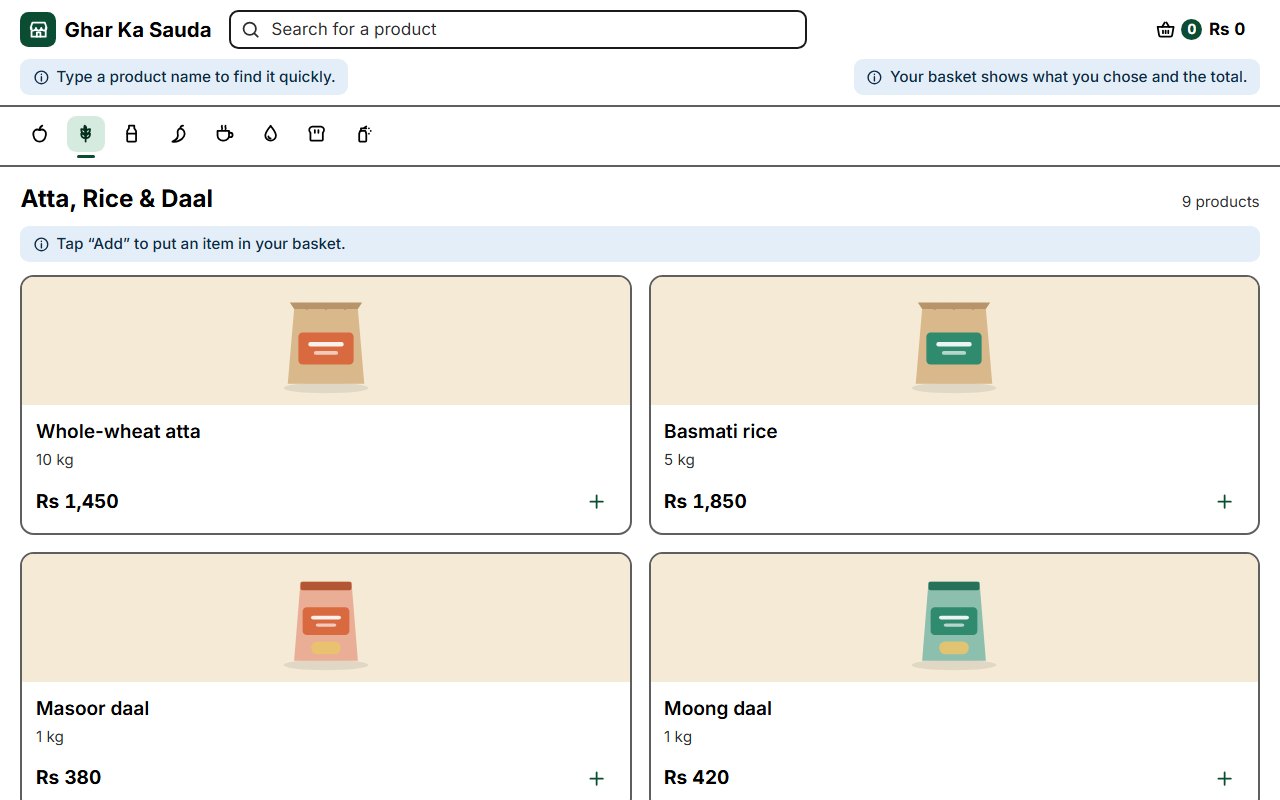 Ghar Ka Sauda
Search for a product
0 Rs 0
Type a product name to find it quickly.
Your basket shows what you chose and the total.
Atta, Rice & Daal
9 products
Tap “Add” to put an item in your basket.
Whole-wheat atta
10 kg
Rs 1,450
Basmati rice
5 kg
Rs 1,850
Masoor daal
1 kg
Rs 380
Moong daal
1 kg
Rs 420